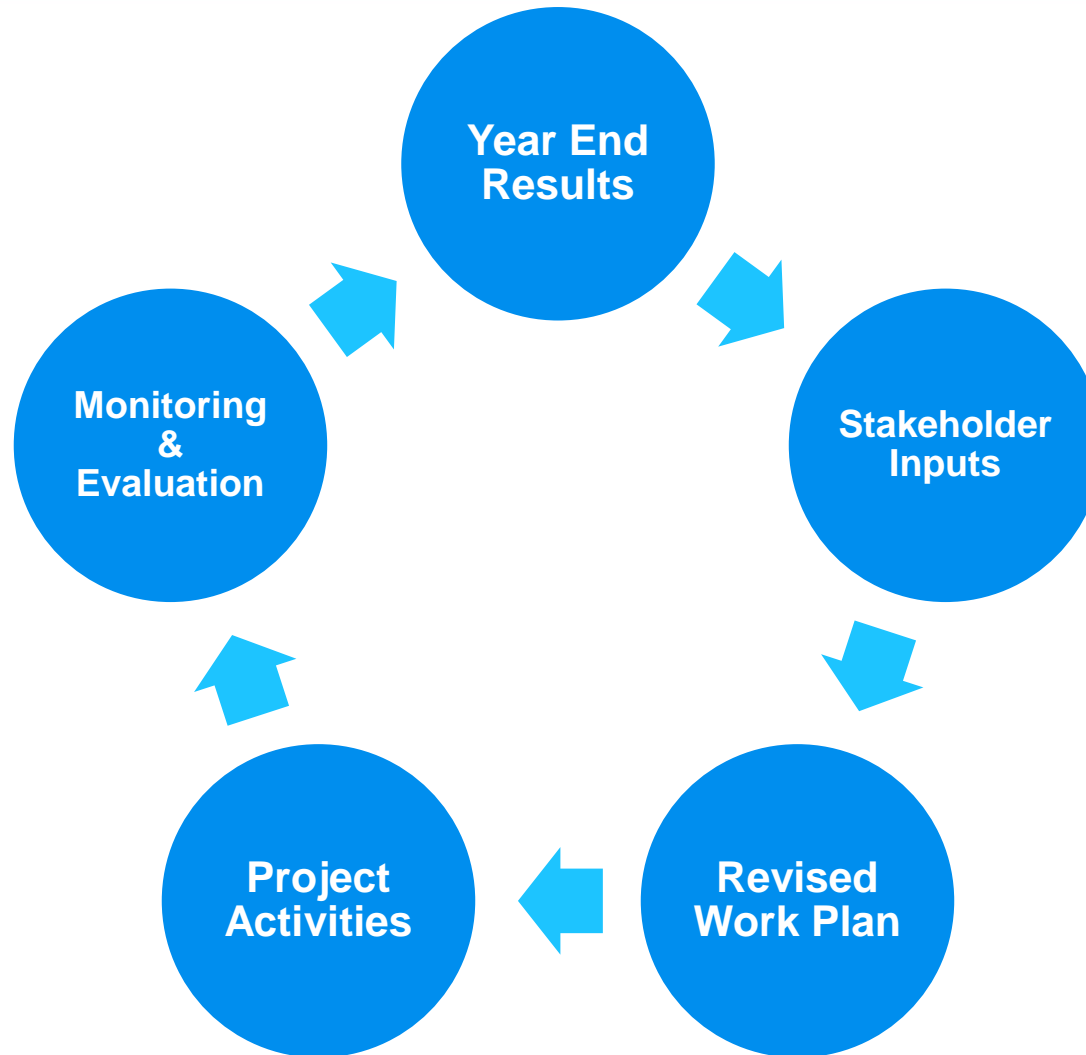 Year End
Results
Stakeholder
Inputs
Revised
Work Plan
Project
Activities
Monitoring
&
Evaluation